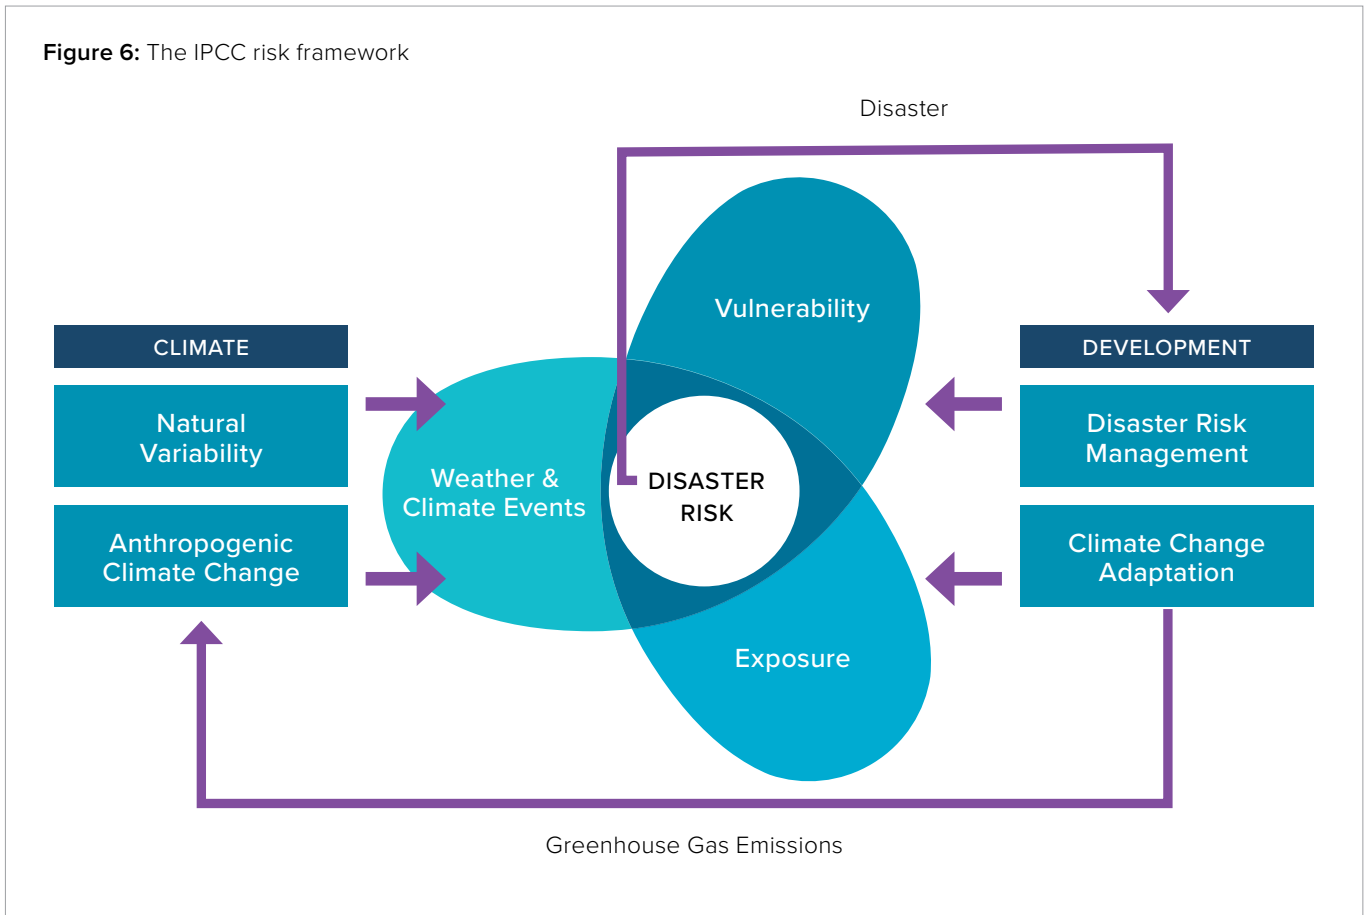 Figure 6: The IPCC risk framework
Disaster
Vulnerability
CLIMATE
DEVELOPMENT
Natural
Variability
Disaster Risk
Management
Weather &
Climate Events
DISASTER
RISK
Anthropogenic
Climate Change
Climate Change
Adaptation
Exposure
Greenhouse Gas Emissions